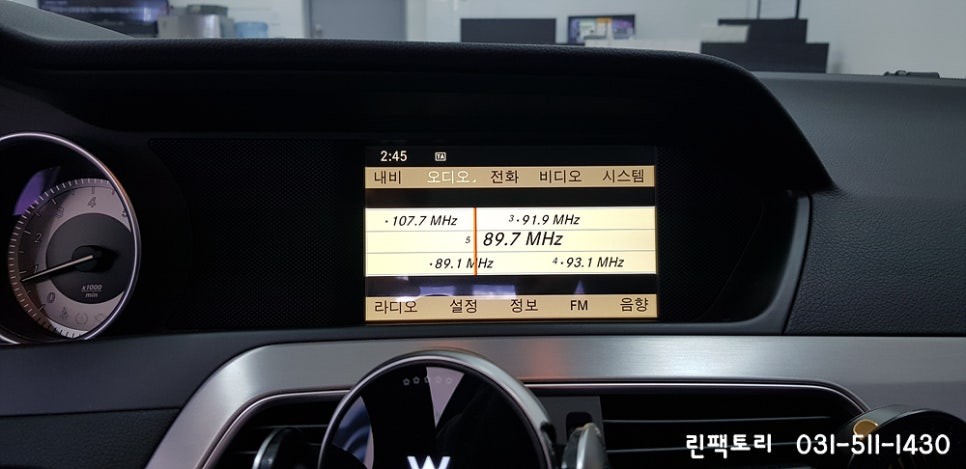 2:45 TA
내비 오디오 전화 비디오 시스템
·107.7 MHz 3·91.9 MHz
5 89.7 MHz
·89.1 MHz 4·93.1 MHz
라디오 설정 정보 FM 음향
4
0
x1000
min
W
린팩토리 031-511-1430